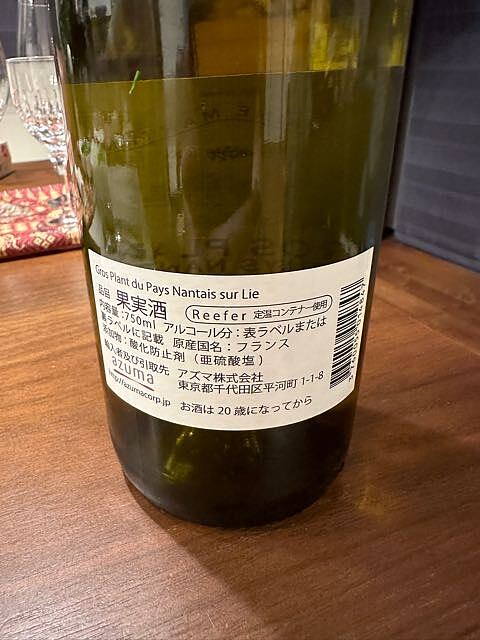 Gros Plant du Pays Nantais sur Lie
品目 果実酒 Reefer 定温コンテナー使用
内容量:750ml アルコール分:表ラベルまたは
裏ラベルに記載 原産国名:フランス
添加物:酸化防止剤(亜硫酸塩)
輸入者及び引取先 アズマ株式会社
azuma 東京都千代田区平河町 1-1-8
http://azumacorp.jp お酒は20歳になってから